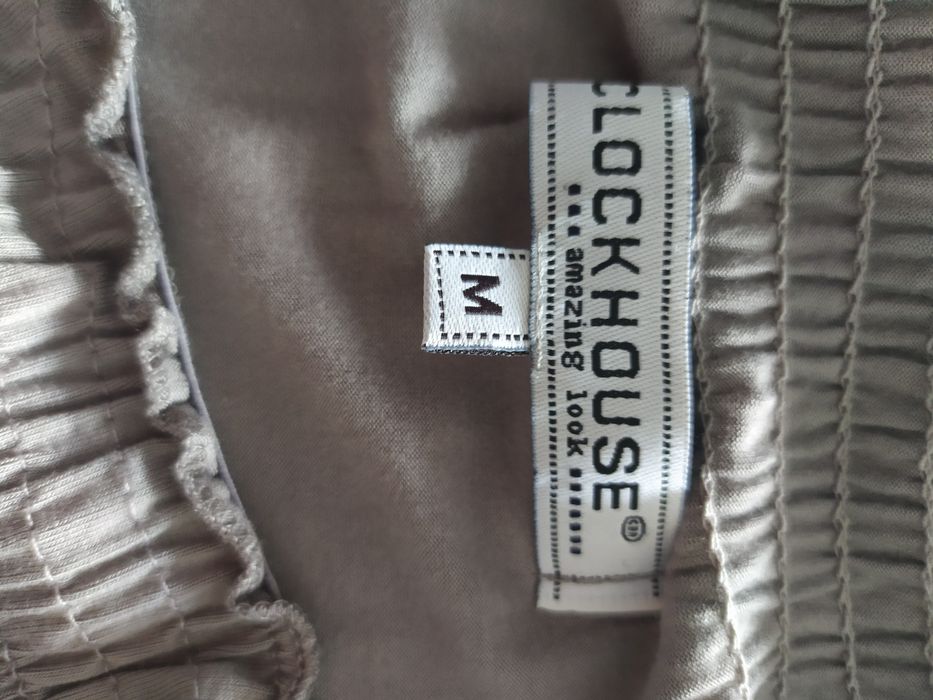 CLOCKHOUSE
... amazing look .......
M